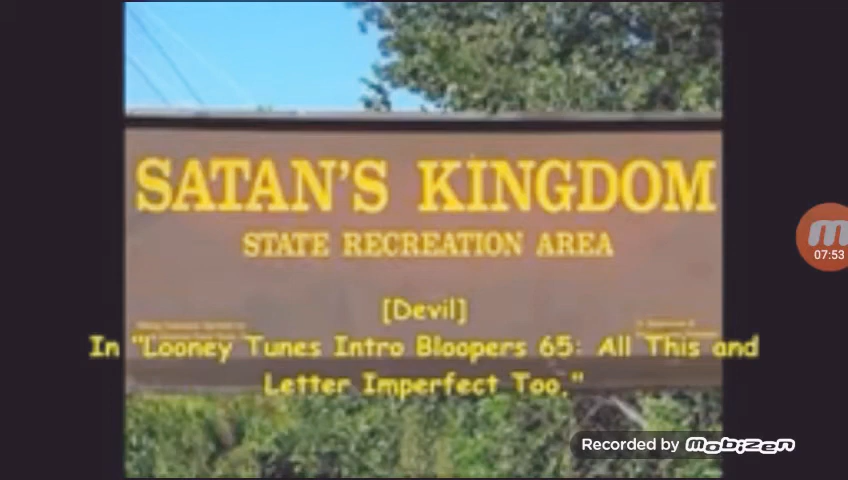 SATAN'S KINGDOM
STATE RECREATION AREA
[Devil]
In "Looney Tunes Intro Bloopers 65: All This and
Letter Imperfect Too."
07:53
Recorded by Mobizen